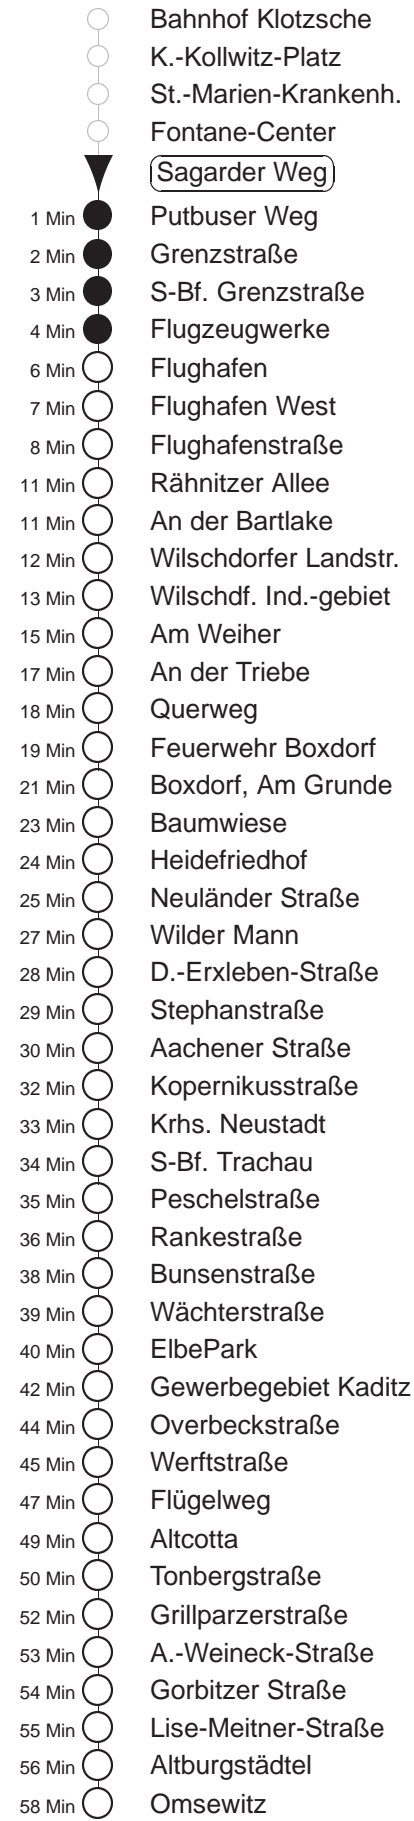 Bahnhof Klotzsche
K.-Kollwitz-Platz
St.-Marien-Krankenh.
Fontane-Center
Sagarder Weg
1 Min Putbuser Weg
2 Min Grenzstraße
3 Min S-Bf. Grenzstraße
4 Min Flugzeugwerke
6 Min Flughafen
7 Min Flughafen West
8 Min Flughafenstraße
11 Min Rähnitzer Allee
11 Min An der Bartlake
12 Min Wilschdorfer Landstr.
13 Min Wilschdf. Ind.-gebiet
15 Min Am Weiher
17 Min An der Triebe
18 Min Querweg
19 Min Feuerwehr Boxdorf
21 Min Boxdorf, Am Grunde
23 Min Baumwiese
24 Min Heidefriedhof
25 Min Neuländer Straße
27 Min Wilder Mann
28 Min D.-Erxleben-Straße
29 Min Stephanstraße
30 Min Aachener Straße
32 Min Kopernikusstraße
33 Min Krhs. Neustadt
34 Min S-Bf. Trachau
35 Min Peschelstraße
36 Min Rankestraße
38 Min Bunsenstraße
39 Min Wächterstraße
40 Min ElbePark
42 Min Gewerbegebiet Kaditz
44 Min Overbeckstraße
45 Min Werftstraße
47 Min Flügelweg
49 Min Altcotta
50 Min Tonbergstraße
52 Min Grillparzerstraße
53 Min A.-Weineck-Straße
54 Min Gorbitzer Straße
55 Min Lise-Meitner-Straße
56 Min Altburgstädtel
58 Min Omsewitz